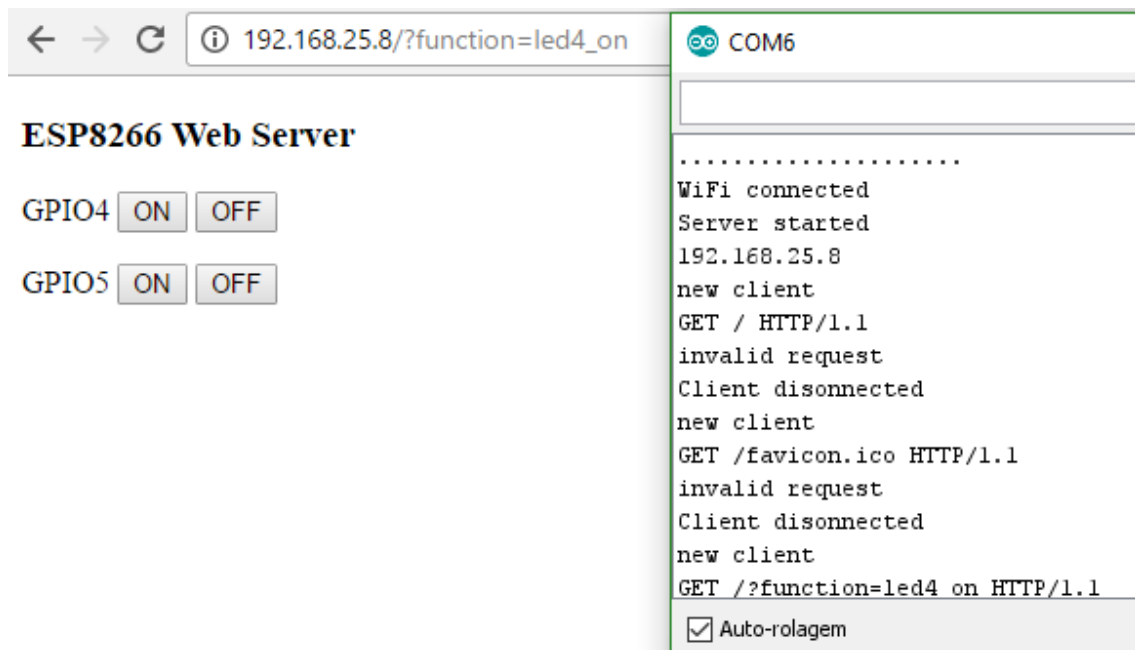 192.168.25.8/?function=led4_on
ESP8266 Web Server
GPIO4 ON OFF
GPIO5 ON OFF
COM6
.....................
WiFi connected
Server started
192.168.25.8
new client
GET / HTTP/1.1
invalid request
Client disonnected
new client
GET /favicon.ico HTTP/1.1
invalid request
Client disonnected
new client
GET /?function=led4 on HTTP/1.1
Auto-rolagem